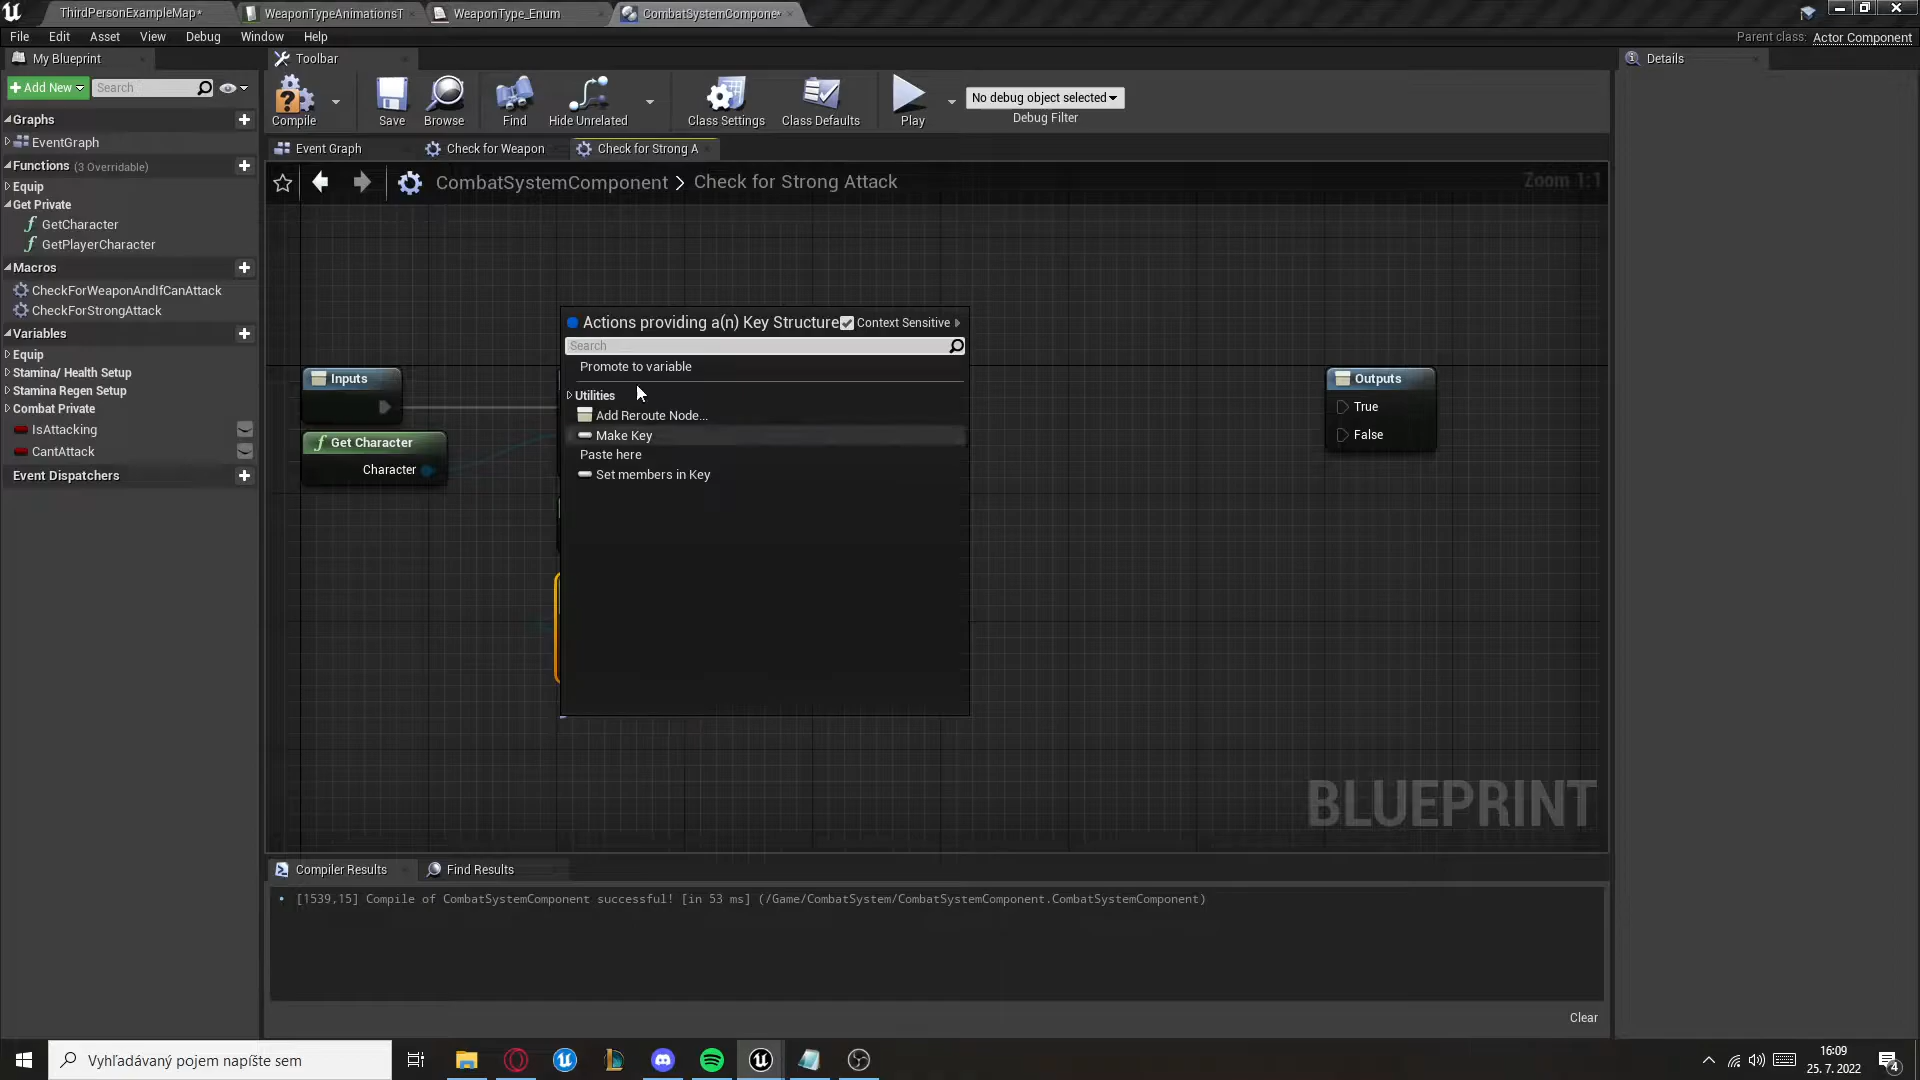 ThirdPersonExampleMap*
WeaponTypeAnimationsT
WeaponType_Enum
CombatSystemCompone*
File
Edit
Asset
View
Debug
Window
Help
Parent class:
Actor Component
My Blueprint
Toolbar
Details
Add New
Search
Compile
Save
Browse
Find
Hide Unrelated
Class Settings
Class Defaults
Play
No debug object selected
Debug Filter
Graphs
EventGraph
Functions (3 Overridable)
Equip
Get Private
GetCharacter
GetPlayerCharacter
Macros
CheckForWeaponAndIfCanAttack
CheckForStrongAttack
Variables
Equip
Stamina/ Health Setup
Stamina Regen Setup
Combat Private
IsAttacking
CantAttack
Event Dispatchers
Event Graph
Check for Weapon
Check for Strong A
CombatSystemComponent > Check for Strong Attack
Zoom 1:1
Inputs
Get Character
Character
Actions providing a(n) Key Structure
Context Sensitive
Search
Promote to variable
Utilities
Add Reroute Node...
Make Key
Paste here
Set members in Key
Outputs
True
False
BLUEPRINT
Compiler Results
Find Results
[1539,15] Compile of CombatSystemComponent successful! [in 53 ms] (/Game/CombatSystem/CombatSystemComponent.CombatSystemComponent)
Clear
Vyhľadávaný pojem napíšte sem
16:09
25. 7. 2022
4